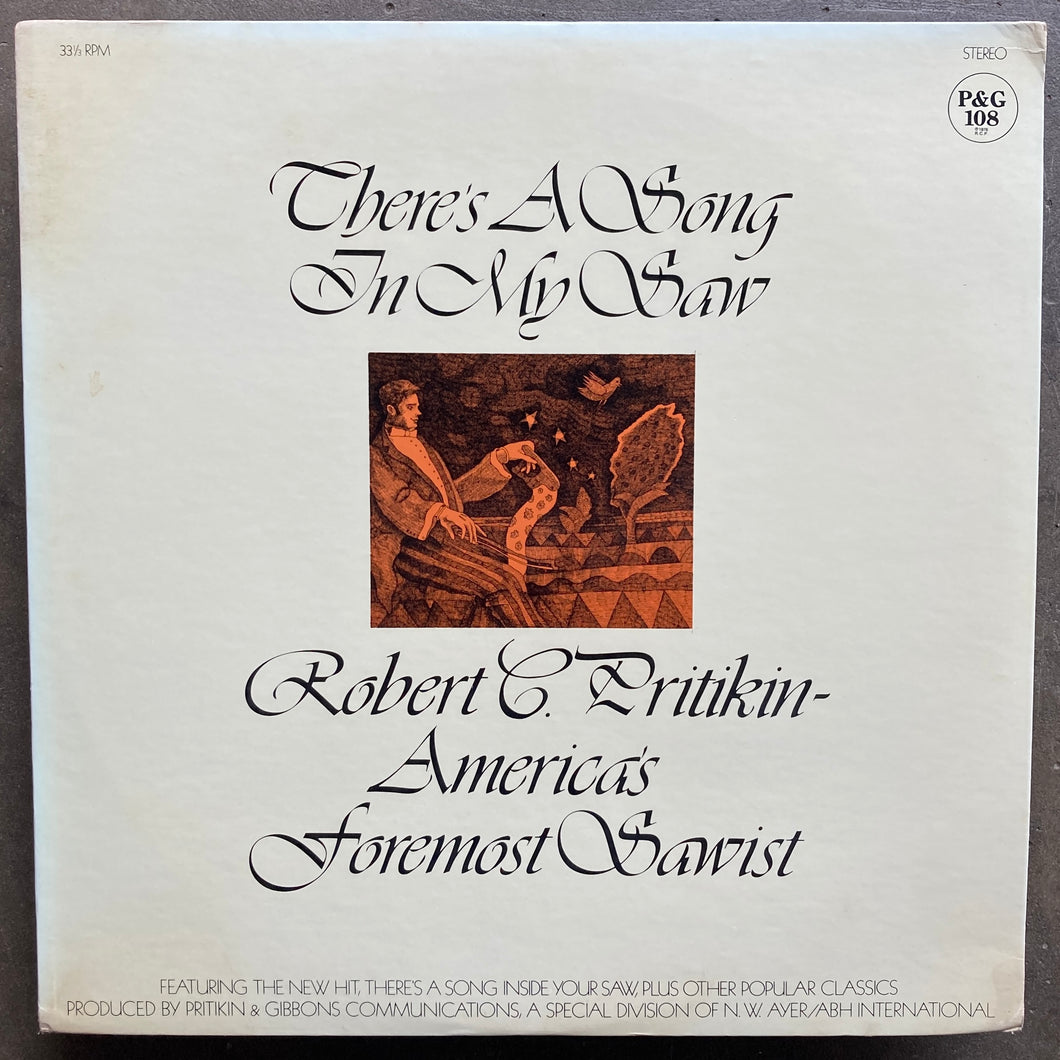 33⅓ RPM
STEREO
P&G
108
℗ 1976
R.C.P.
There's A Song
In My Saw
Robert C. Pritikin-
America's
Foremost Sawist
FEATURING THE NEW HIT, THERE'S A SONG INSIDE YOUR SAW, PLUS OTHER POPULAR CLASSICS
PRODUCED BY PRITIKIN & GIBBONS COMMUNICATIONS, A SPECIAL DIVISION OF N. W. AYER/ABH INTERNATIONAL